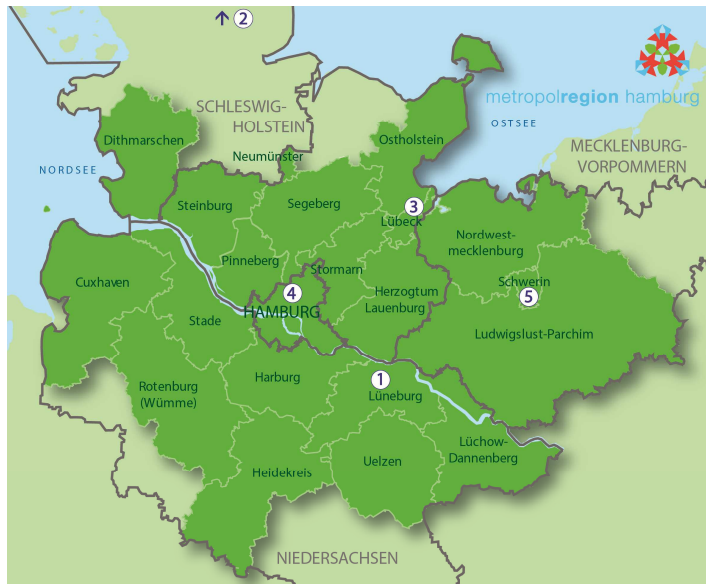 ↑ 2
metropolregion hamburg
SCHLESWIG-
HOLSTEIN
OSTSEE
Dithmarschen
Ostholstein
MECKLENBURG-
VORPOMMERN
Neumünster
NORDSEE
Steinburg
Segeberg
3
Lübeck
Nordwest-
mecklenburg
Pinneberg
Stormarn
Cuxhaven
Schwerin
4
Herzogtum
Lauenburg
5
HAMBURG
Stade
Ludwigslust-Parchim
Harburg
1
Lüneburg
Rotenburg
(Wümme)
Lüchow-
Dannenberg
Uelzen
Heidekreis
NIEDERSACHSEN